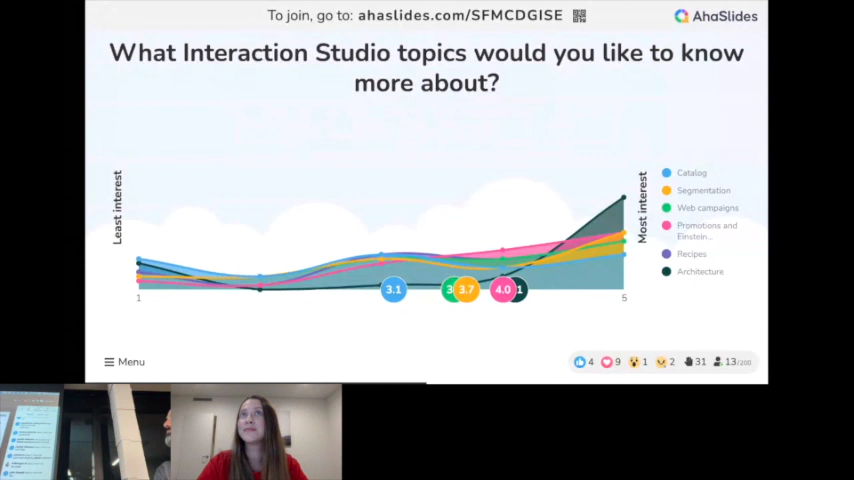 To join, go to: ahaslides.com/SFMCDGISE
AhaSlides
What Interaction Studio topics would you like to know
more about?
Least interest
Most interest
Catalog
Segmentation
Web campaigns
Promotions and
Einstein...
Recipes
Architecture
3.1
3.7
4.0
1
5
Menu
4
9
1
2
31
13/200